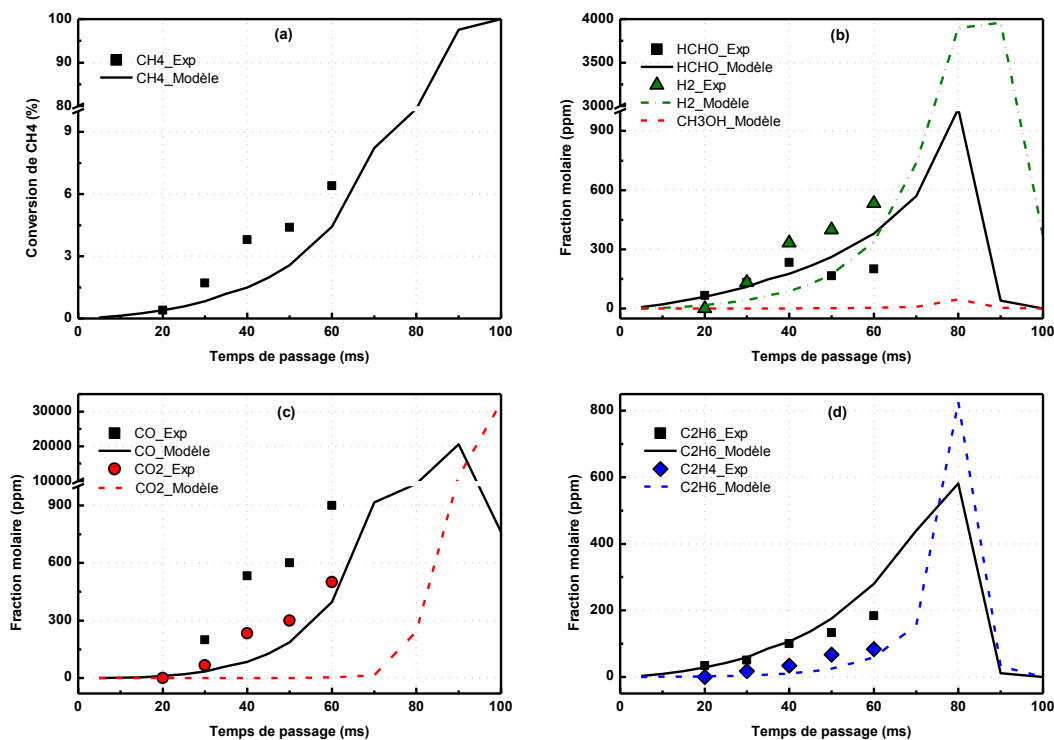 (a)
CH4_Exp
CH4_Modèle
Conversion de CH4 (%)
100
90
80
9
6
3
0
0 20 40 60 80 100
Temps de passage (ms)
(b)
HCHO_Exp
HCHO_Modèle
H2_Exp
H2_Modèle
CH3OH_Modèle
Fraction molaire (ppm)
4000
3500
3000
900
600
300
0
0 20 40 60 80 100
Temps de passage (ms)
(c)
CO_Exp
CO_Modèle
CO2_Exp
CO2_Modèle
Fraction molaire (ppm)
30000
20000
10000
900
600
300
0
0 20 40 60 80 100
Temps de passage (ms)
(d)
C2H6_Exp
C2H6_Modèle
C2H4_Exp
C2H6_Modèle
Fraction molaire (ppm)
800
600
400
200
0
0 20 40 60 80 100
Temps de passage (ms)